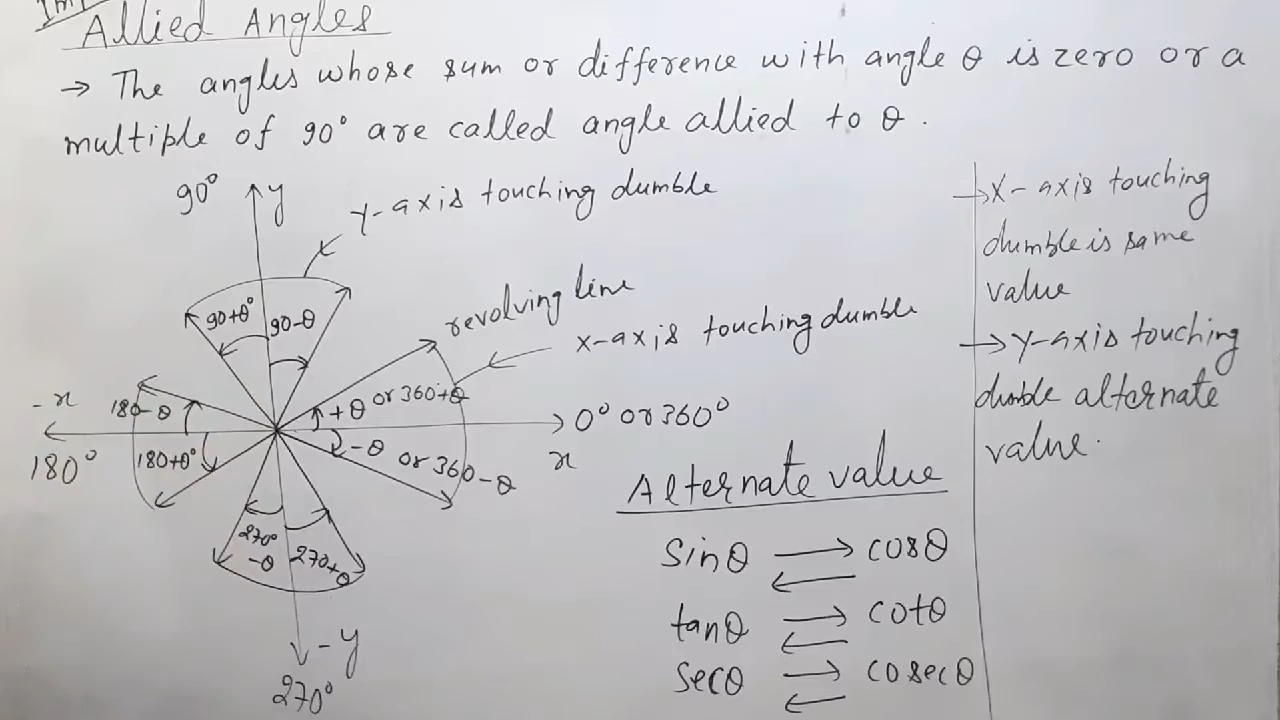 Imp
Allied Angles
→ The angles whose sum or difference with angle θ is zero or a
multiple of 90° are called angle allied to θ.
90°
y
Y-axis touching dumble
revolving line
x-axis touching dumble
90+θ°
90-θ
+θ or 360+θ
-x
180-θ
180+θ°
180°
0° or 360°
x
-θ or 360-θ
270°
-θ
270+θ
-y
270°
Alternate value
sinθ ⇄ cosθ
tanθ ⇄ cotθ
secθ ⇄ cosecθ
→ X-axis touching
dumble is same
value
→ Y-axis touching
dumble alternate
value.